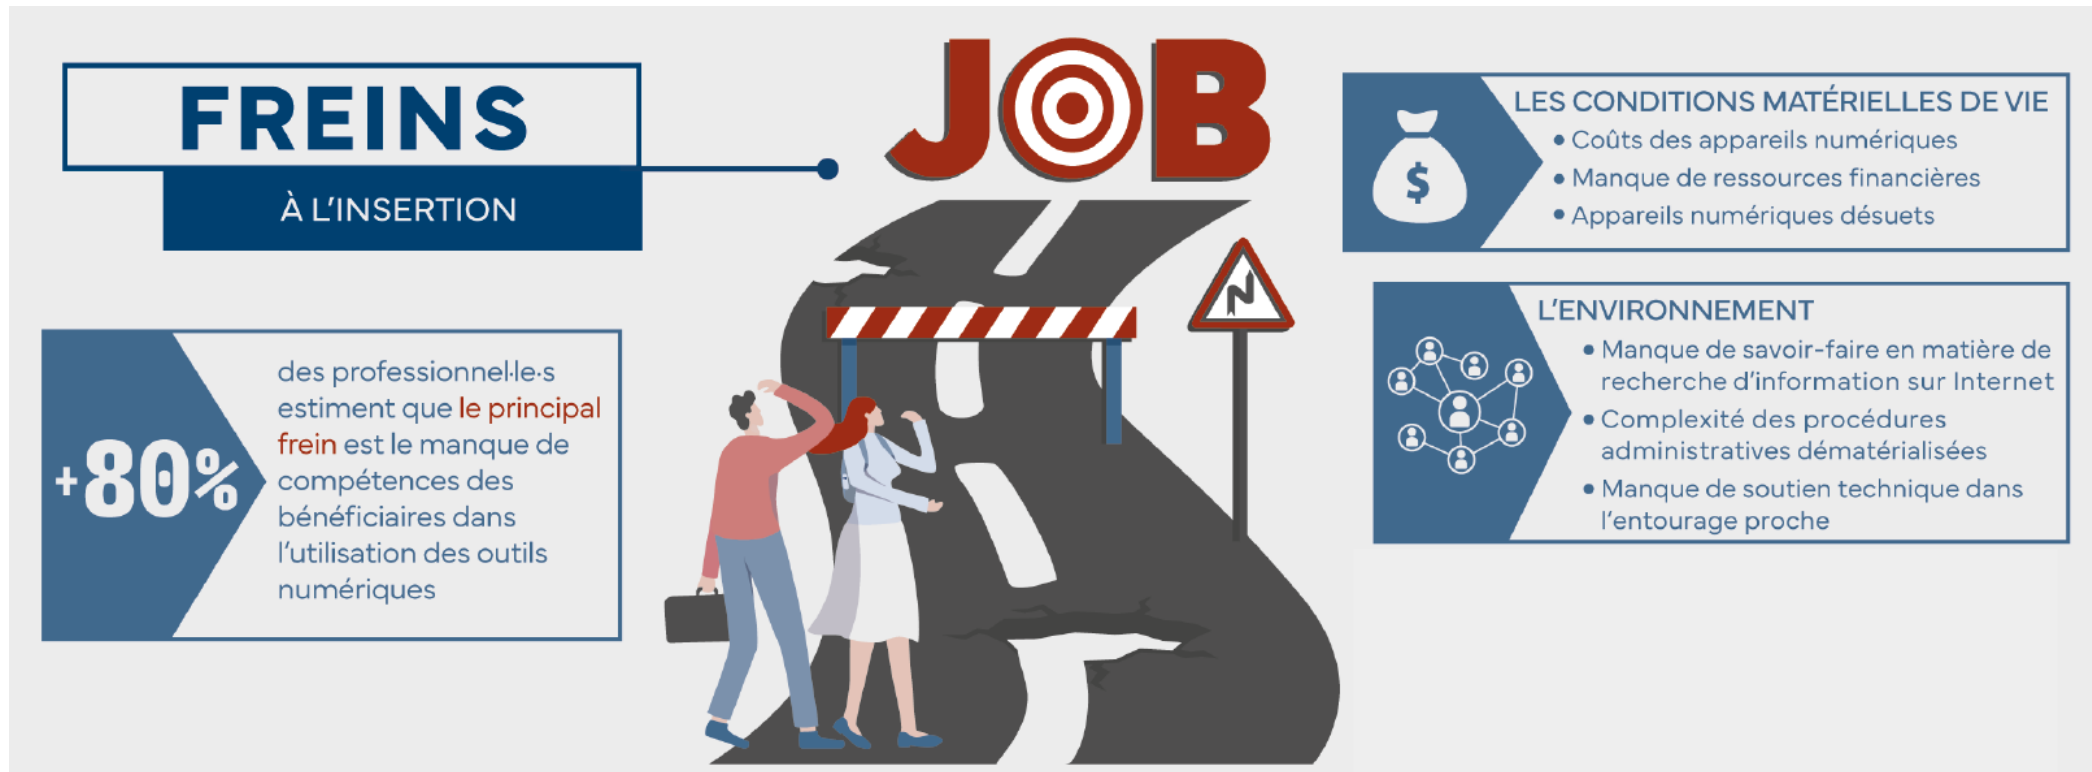 FREINS
À L'INSERTION
JOB
+80%
des professionnel·le·s
estiment que le principal
frein est le manque de
compétences des
bénéficiaires dans
l'utilisation des outils
numériques
$
LES CONDITIONS MATÉRIELLES DE VIE
• Coûts des appareils numériques
• Manque de ressources financières
• Appareils numériques désuets
L'ENVIRONNEMENT
• Manque de savoir-faire en matière de
recherche d'information sur Internet
• Complexité des procédures
administratives dématérialisées
• Manque de soutien technique dans
l'entourage proche